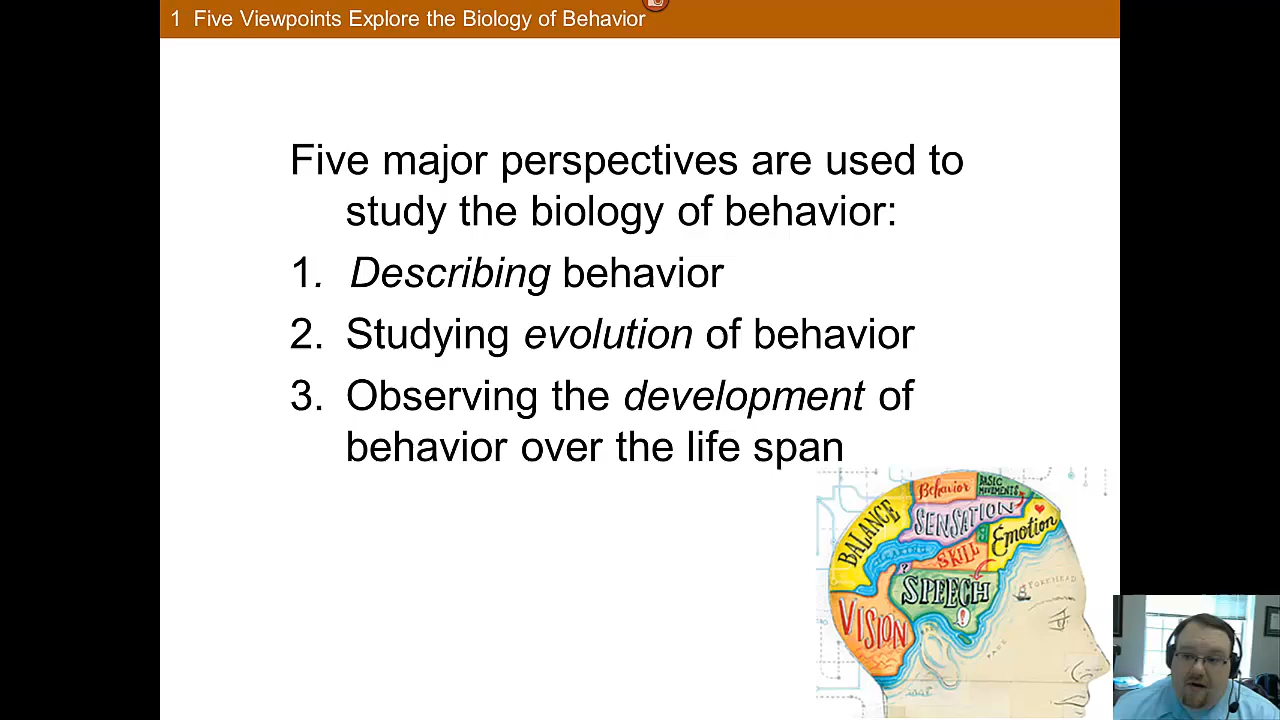 1 Five Viewpoints Explore the Biology of Behavior
Five major perspectives are used to
study the biology of behavior:
1. Describing behavior
2. Studying evolution of behavior
3. Observing the development of
behavior over the life span
Behavior
BASIC
MOVEMENTS
BALANCE
SENSATION
Emotion
SKILL
?
SPEECH
!
VISION